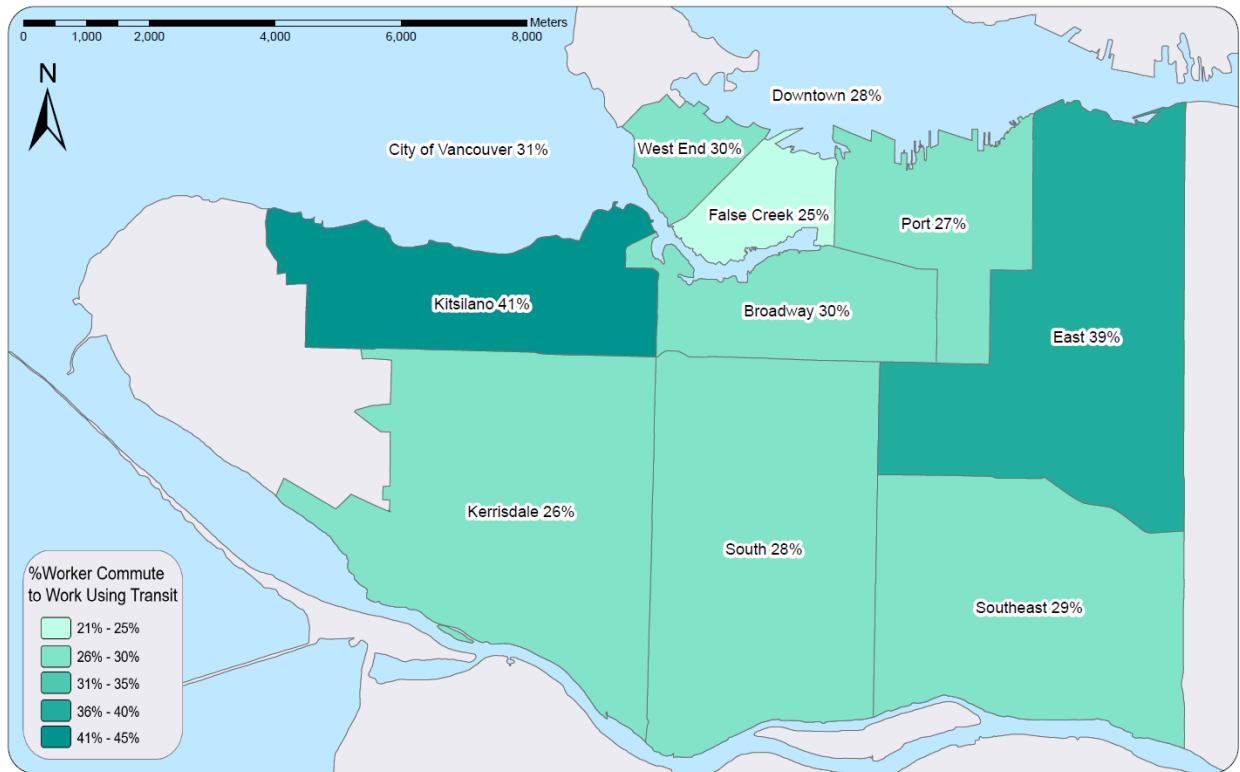 Meters
0 1,000 2,000 4,000 6,000 8,000
N
Downtown 28%
City of Vancouver 31%
West End 30%
False Creek 25%
Port 27%
Kitsilano 41%
Broadway 30%
East 39%
Kerrisdale 26%
South 28%
Southeast 29%
%Worker Commute
to Work Using Transit
21% - 25%
26% - 30%
31% - 35%
36% - 40%
41% - 45%